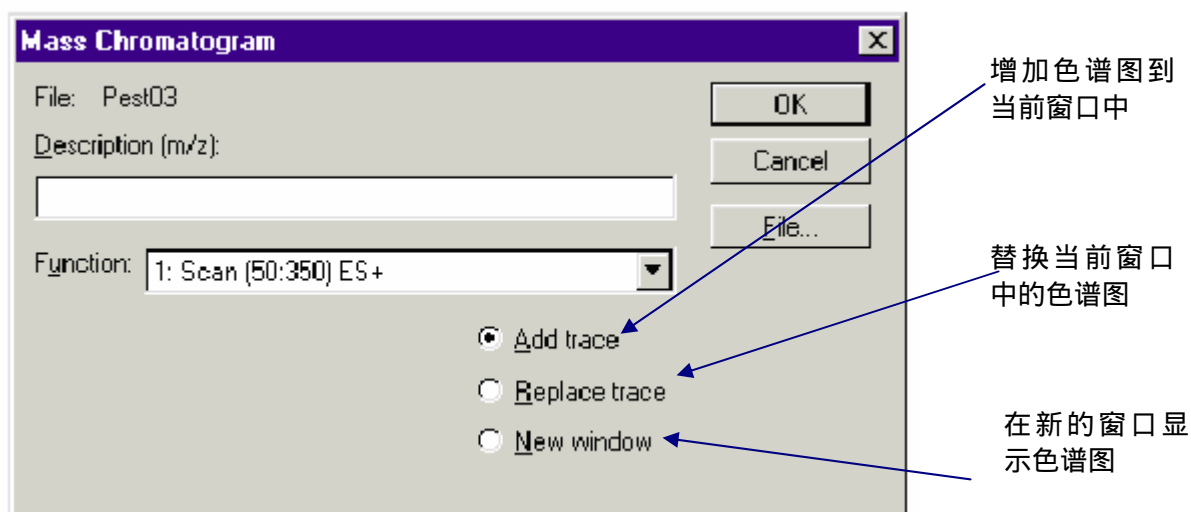 Mass Chromatogram
File: Pest03
Description (m/z):
Function:
1: Scan (50:350) ES+
Add trace
Replace trace
New window
OK
Cancel
File...
增加色谱图到
当前窗口中
替换当前窗口
中的色谱图
在新的窗口显
示色谱图